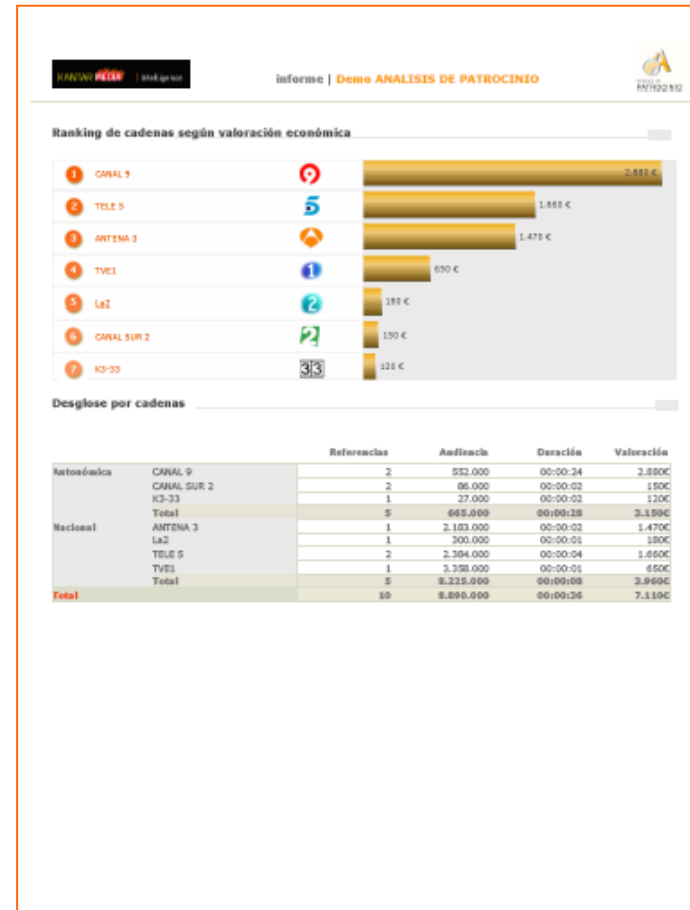 KANTAR MEDIA | Intelligence
informe | Demo ANALISIS DE PATROCINIO
PATROCINIO
Ranking de cadenas según valoración económica
1 CANAL 9 2.880 €
2 TELE 5 5 1.660 €
3 ANTENA 3 1.470 €
4 TVE1 1 650 €
5 La2 2 180 €
6 CANAL SUR 2 2 150 €
7 K3-33 33 120 €
Desglose por cadenas
Referencias Audiencia Duración Valoración
Autonómica CANAL 9 2 552.000 00:00:24 2.880€
CANAL SUR 2 2 86.000 00:00:02 150€
K3-33 1 27.000 00:00:02 120€
Total 5 665.000 00:00:28 3.150€
Nacional ANTENA 3 1 2.183.000 00:00:02 1.470€
La2 1 300.000 00:00:01 180€
TELE 5 2 2.384.000 00:00:04 1.660€
TVE1 1 3.358.000 00:00:01 650€
Total 5 8.225.000 00:00:08 3.960€
Total 10 8.890.000 00:00:36 7.110€